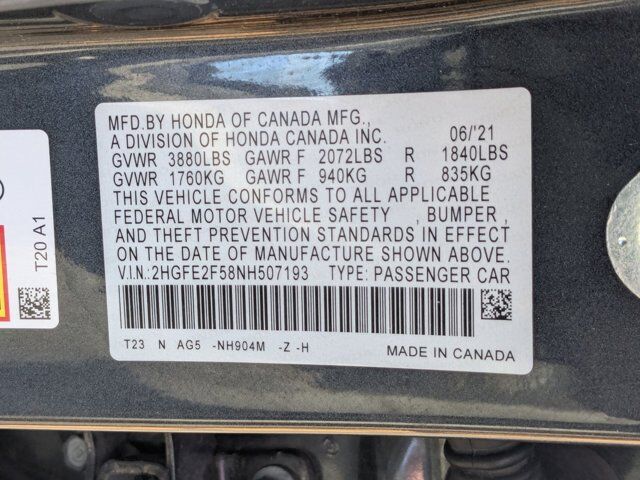 MFD.BY HONDA OF CANADA MFG.,
A DIVISION OF HONDA CANADA INC. 06/'21
GVWR 3880LBS GAWR F 2072LBS R 1840LBS
GVWR 1760KG GAWR F 940KG R 835KG
THIS VEHICLE CONFORMS TO ALL APPLICABLE
FEDERAL MOTOR VEHICLE SAFETY , BUMPER ,
AND THEFT PREVENTION STANDARDS IN EFFECT
ON THE DATE OF MANUFACTURE SHOWN ABOVE.
V.I.N.:2HGFE2F58NH507193 TYPE: PASSENGER CAR
T23 N AG5 -NH904M -Z -H
MADE IN CANADA
T20 A1